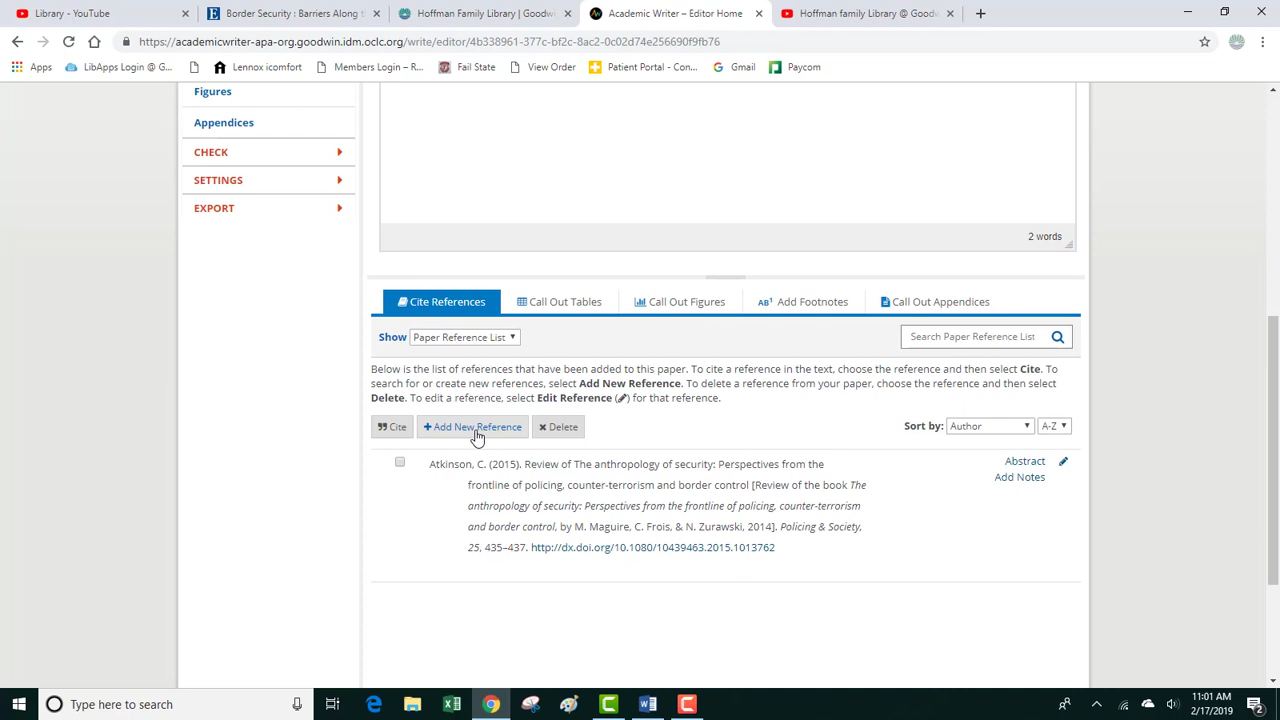 Library - YouTube
Border Security : Barriers Along th
Hoffman Family Library | Goodwi
Academic Writer – Editor Home
Hoffman family Library @ Goodw
https://academicwriter-apa-org.goodwin.idm.oclc.org/write/editor/4b338961-377c-bf2c-8ac2-0c02d74e256690f9fb76
Apps
LibApps Login @ G...
Lennox icomfort
Members Login – R...
Fail State
View Order
Patient Portal - Con...
Gmail
Paycom
Figures
Appendices
CHECK
SETTINGS
EXPORT
2 words
Cite References
Call Out Tables
Call Out Figures
AB1 Add Footnotes
Call Out Appendices
Show Paper Reference List
Search Paper Reference List
Below is the list of references that have been added to this paper. To cite a reference in the text, choose the reference and then select Cite. To
search for or create new references, select Add New Reference. To delete a reference from your paper, choose the reference and then select
Delete. To edit a reference, select Edit Reference ( ) for that reference.
Cite
Add New Reference
Delete
Sort by: Author A-Z
Atkinson, C. (2015). Review of The anthropology of security: Perspectives from the
frontline of policing, counter-terrorism and border control [Review of the book The
anthropology of security: Perspectives from the frontline of policing, counter-terrorism
and border control, by M. Maguire, C. Frois, & N. Zurawski, 2014]. Policing & Society,
25, 435–437. http://dx.doi.org/10.1080/10439463.2015.1013762
Abstract
Add Notes
Type here to search
11:01 AM
2/17/2019
2